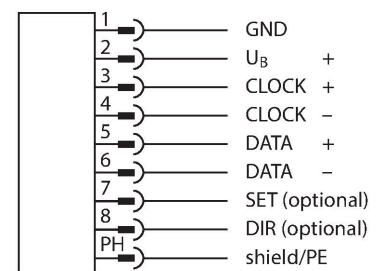 1 GND
2 U_B +
3 CLOCK +
4 CLOCK –
5 DATA +
6 DATA –
7 SET (optional)
8 DIR (optional)
PH shield/PE